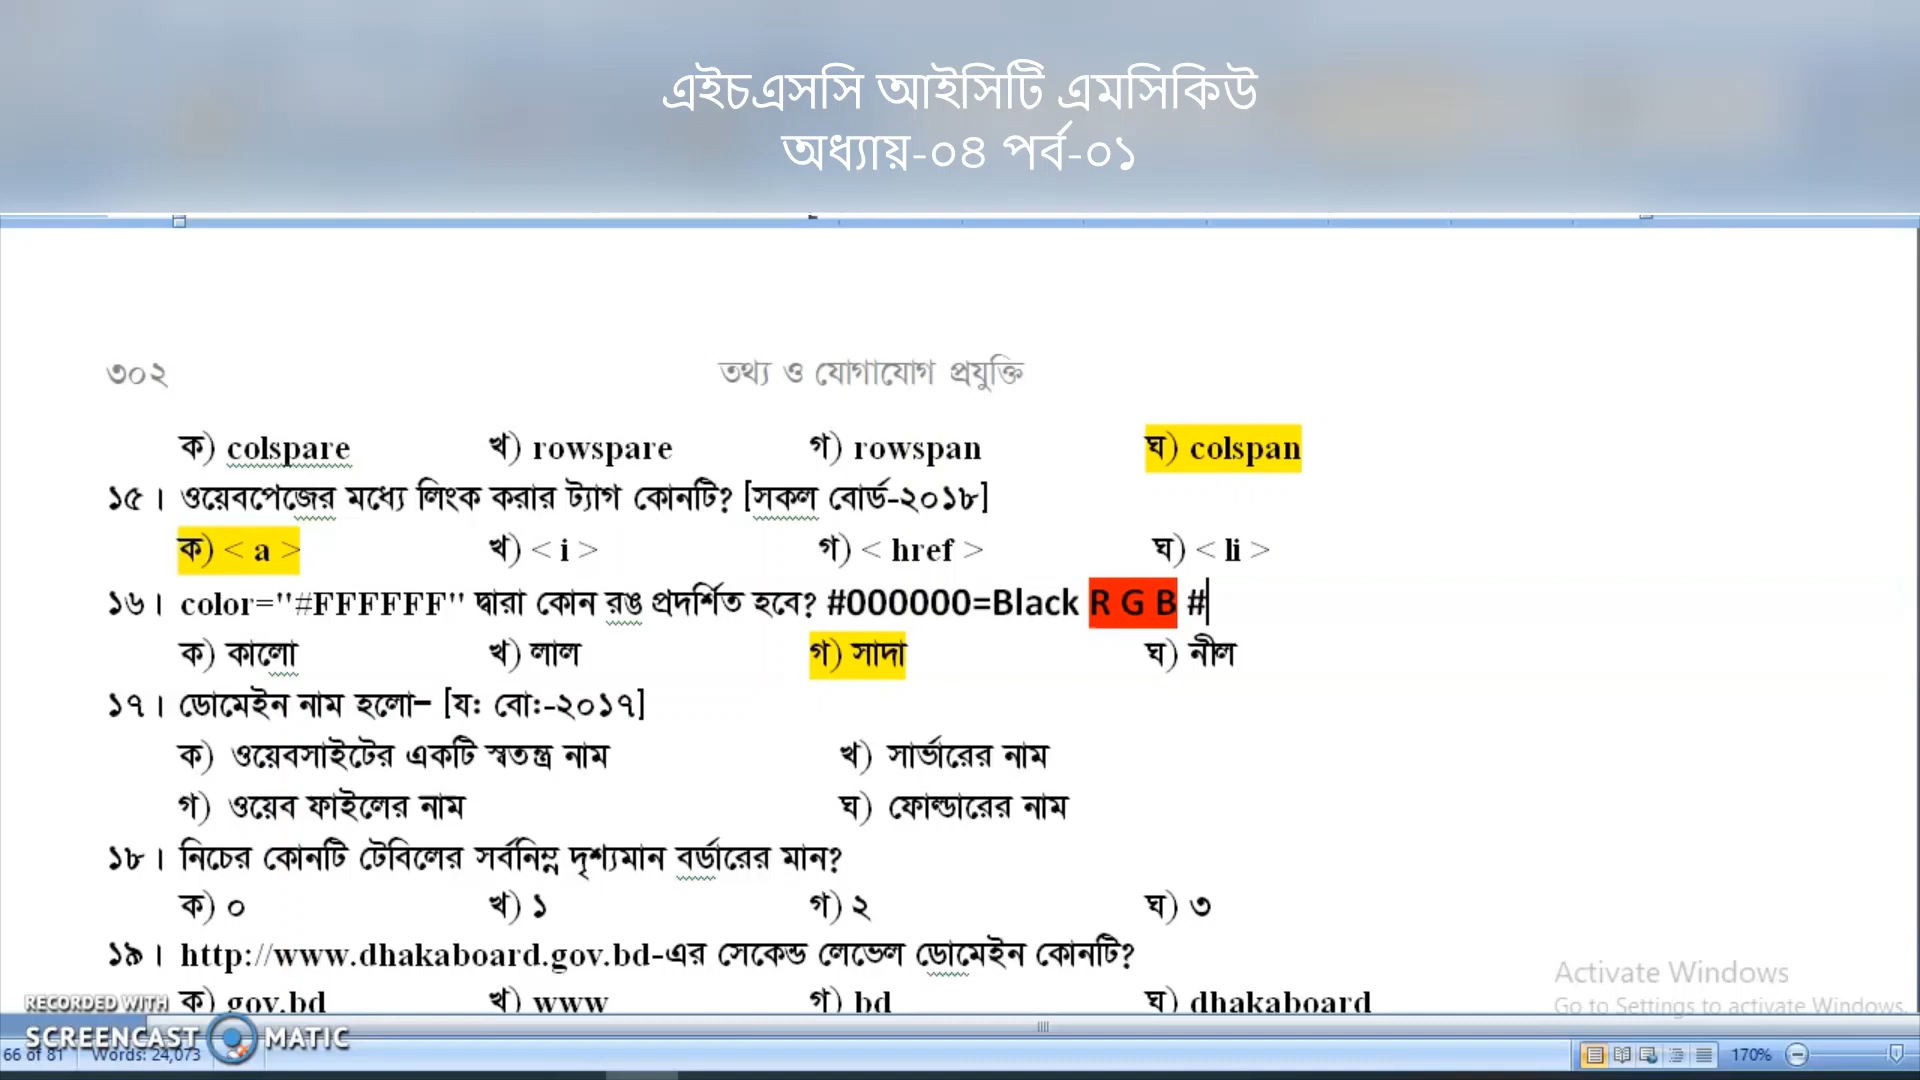 এইচএসসি আইসিটি এমসিকিউ
অধ্যায়-০৪ পর্ব-০১
৩০২ তথ্য ও যোগাযোগ প্রযুক্তি
ক) colspare খ) rowspare গ) rowspan ঘ) colspan
১৫। ওয়েবপেজের মধ্যে লিংক করার ট্যাগ কোনটি? [সকল বোর্ড-২০১৮]
ক) < a > খ) < i > গ) < href > ঘ) < li >
১৬। color="#FFFFFF" দ্বারা কোন রঙ প্রদর্শিত হবে? #000000=Black R G B #
ক) কালো খ) লাল গ) সাদা ঘ) নীল
১৭। ডোমেইন নাম হলো– [য: বো:-২০১৭]
ক) ওয়েবসাইটের একটি স্বতন্ত্র নাম খ) সার্ভারের নাম
গ) ওয়েব ফাইলের নাম ঘ) ফোল্ডারের নাম
১৮। নিচের কোনটি টেবিলের সর্বনিম্ন দৃশ্যমান বর্ডারের মান?
ক) ০ খ) ১ গ) ২ ঘ) ৩
১৯। http://www.dhakaboard.gov.bd-এর সেকেন্ড লেভেল ডোমেইন কোনটি?
ক) gov.bd খ) www গ) bd ঘ) dhakaboard
Activate Windows
Go to Settings to activate Windows.
RECORDED WITH
SCREENCAST MATIC
66 of 81 Words: 24,073 170%